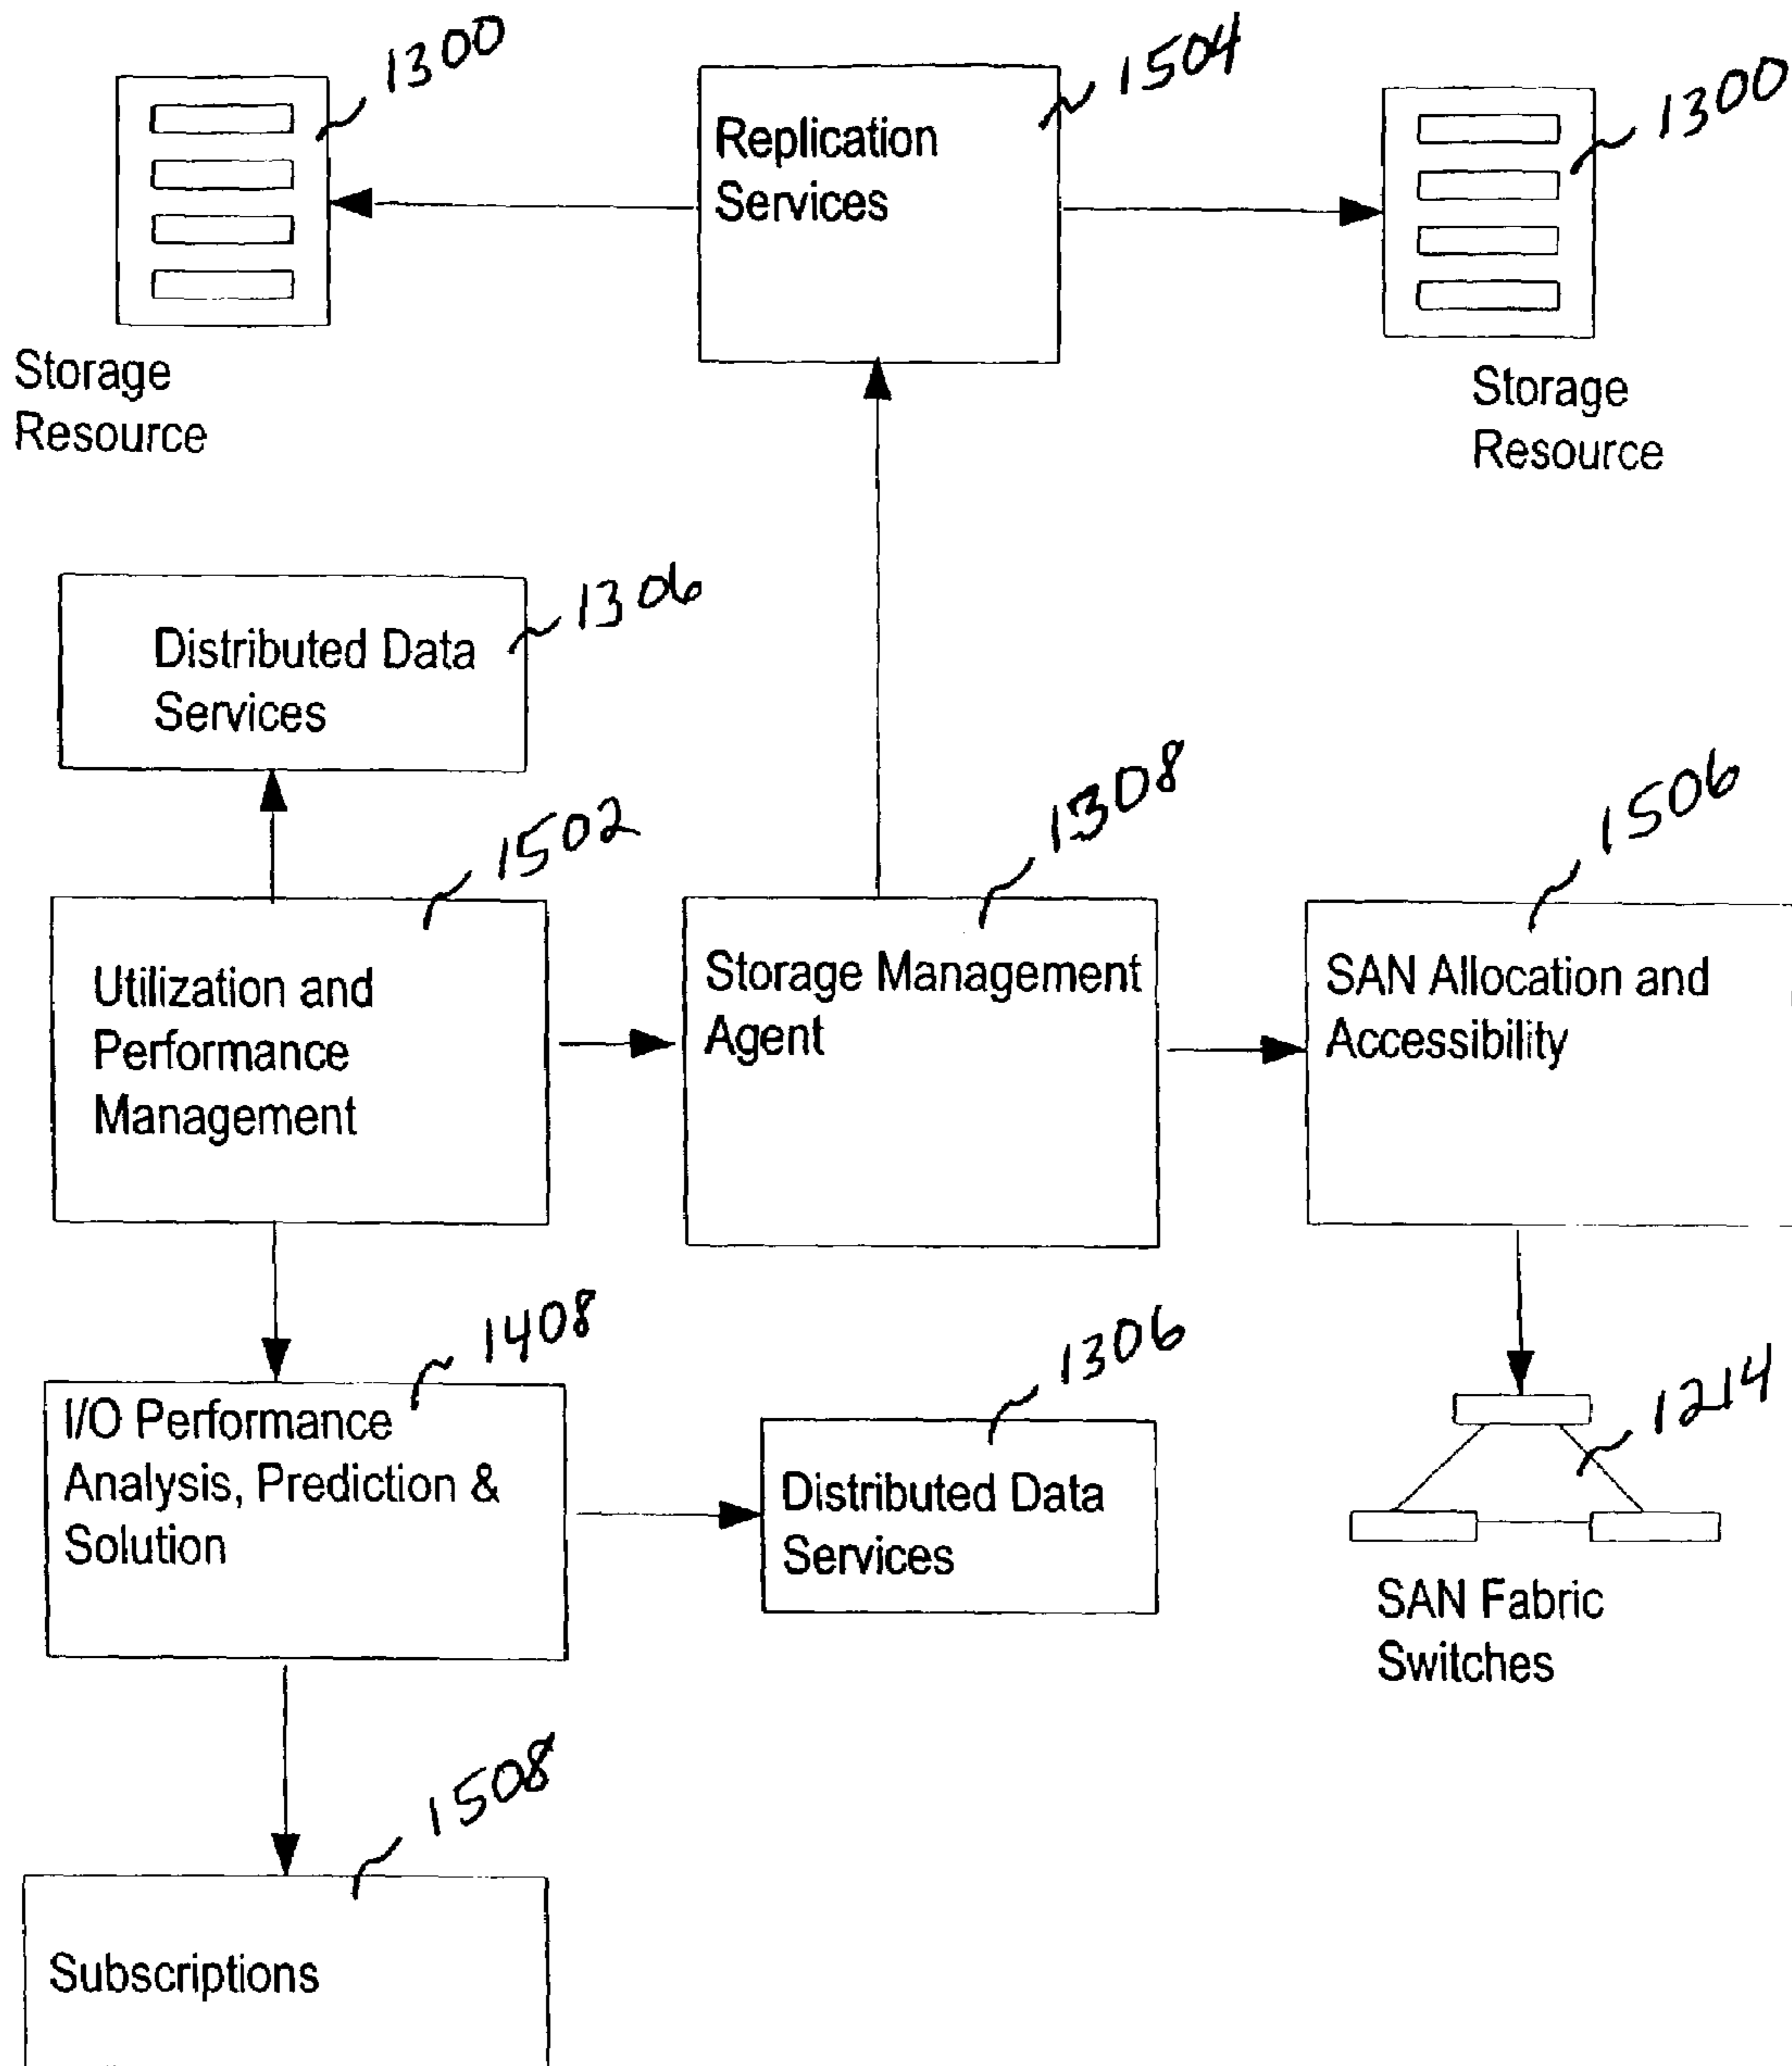 1300
1504
1300
Replication
Services
Storage
Resource
Storage
Resource
1306
Distributed Data
Services
1502
1308
1506
Utilization and
Performance
Management
Storage Management
Agent
SAN Allocation and
Accessibility
1408
I/O Performance
Analysis, Prediction &
Solution
1306
Distributed Data
Services
1214
SAN Fabric
Switches
1508
Subscriptions